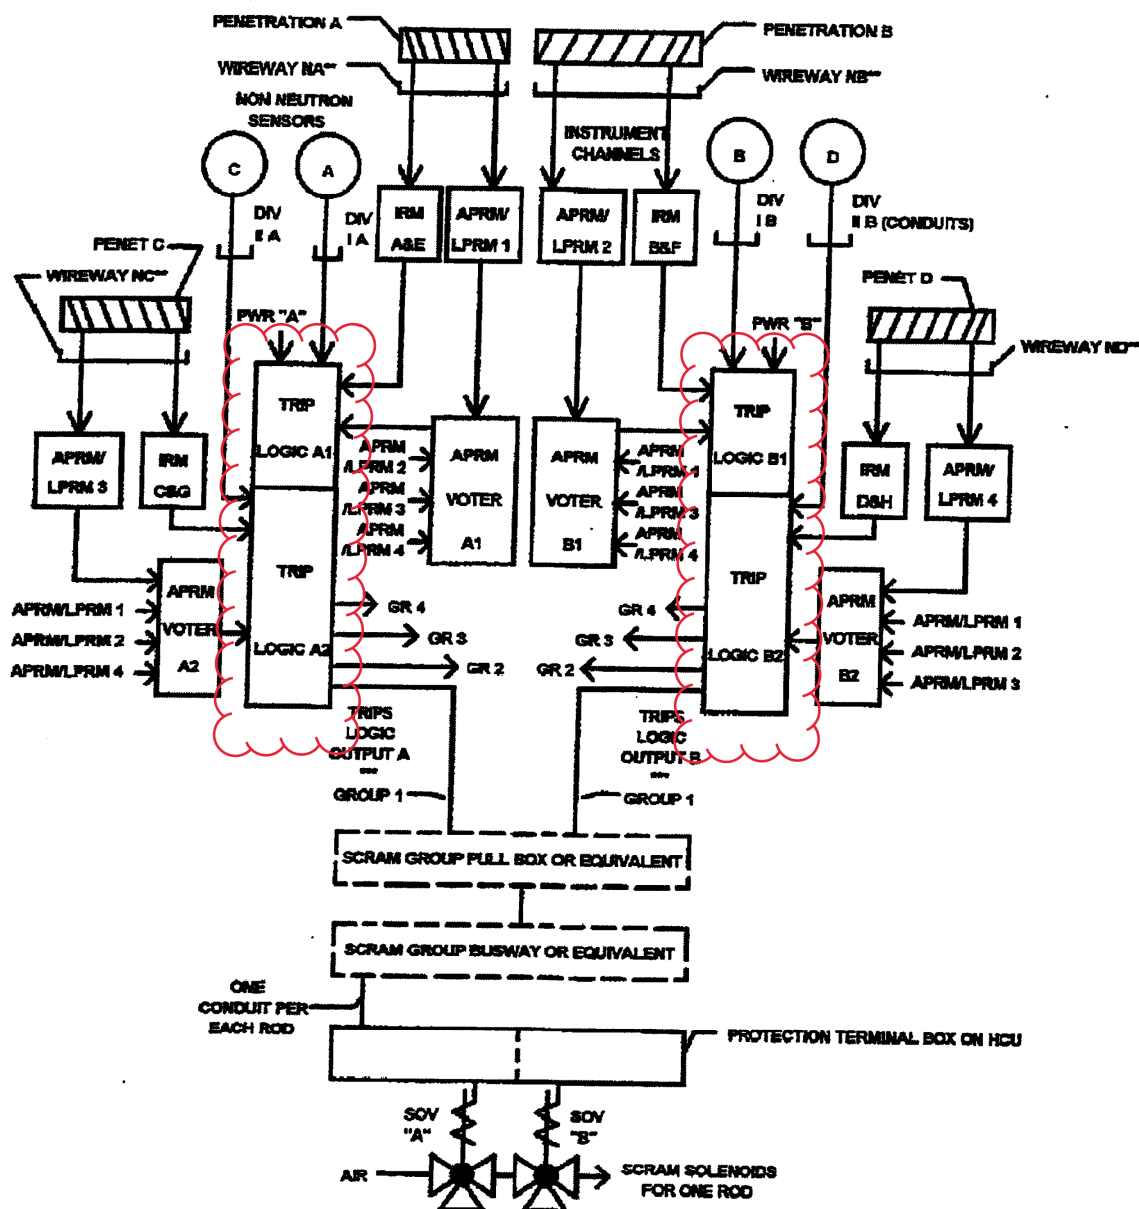 PENETRATION A
PENETRATION B
WIREWAY NA**
WIREWAY NB**
NON NEUTRON
SENSORS
INSTRUMENT
CHANNELS
C
A
B
D
DIV
II A
DIV
I A
IRM
A&E
APRM/
LPRM 1
APRM/
LPRM 2
IRM
B&F
DIV
I B
DIV
II B (CONDUITS)
PENET C
WIREWAY NC**
PENET D
WIREWAY ND**
PWR "A"
PWR "B"
TRIP
LOGIC A1
TRIP
LOGIC B1
APRM/
LPRM 3
IRM
C&G
APRM
/LPRM 2
APRM
/LPRM 3
APRM
/LPRM 4
APRM
VOTER
A1
APRM
VOTER
B1
APRM
/LPRM 1
APRM
/LPRM 3
APRM
/LPRM 4
IRM
D&H
APRM/
LPRM 4
TRIP
LOGIC A2
TRIP
LOGIC B2
APRM/LPRM 1
APRM/LPRM 2
APRM/LPRM 4
APRM
VOTER
A2
GR 4
GR 3
GR 2
GR 4
GR 3
GR 2
APRM
VOTER
B2
APRM/LPRM 1
APRM/LPRM 2
APRM/LPRM 3
TRIPS
LOGIC
OUTPUT A
***
GROUP 1
TRIPS
LOGIC
OUTPUT B
***
GROUP 1
SCRAM GROUP PULL BOX OR EQUIVALENT
SCRAM GROUP BUSWAY OR EQUIVALENT
ONE
CONDUIT PER
EACH ROD
PROTECTION TERMINAL BOX ON HCU
SOV
"A"
SOV
"B"
AIR
SCRAM SOLENOIDS
FOR ONE ROD